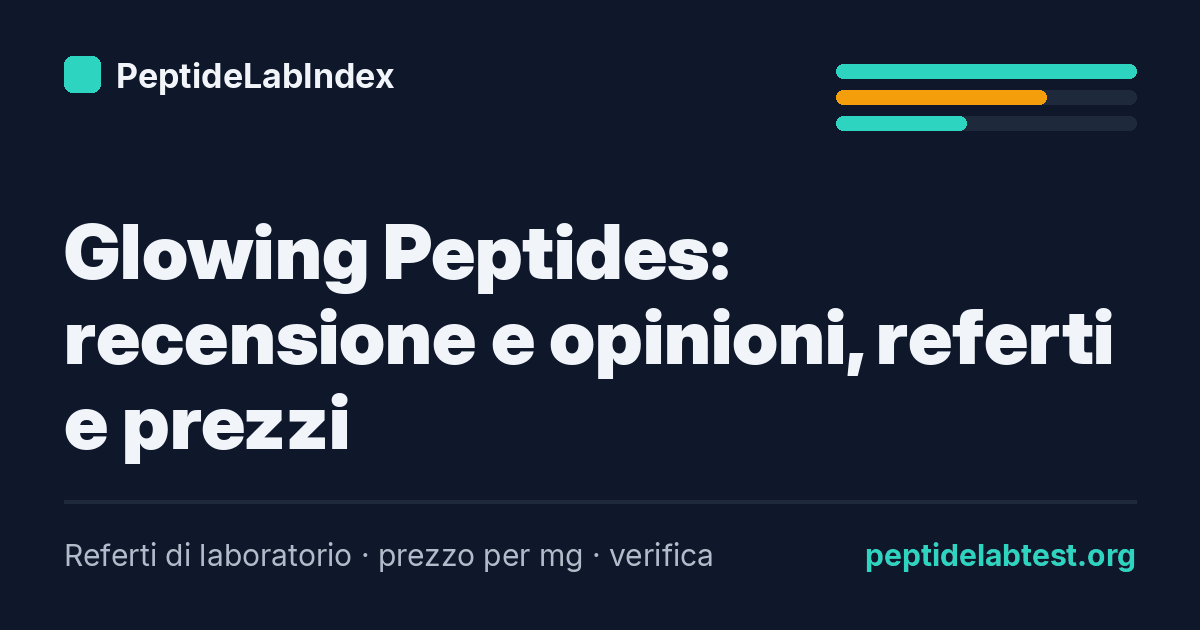 PeptideLabIndex
Glowing Peptides:
recensione e opinioni, referti
e prezzi
Referti di laboratorio · prezzo per mg · verifica
peptidelabtest.org